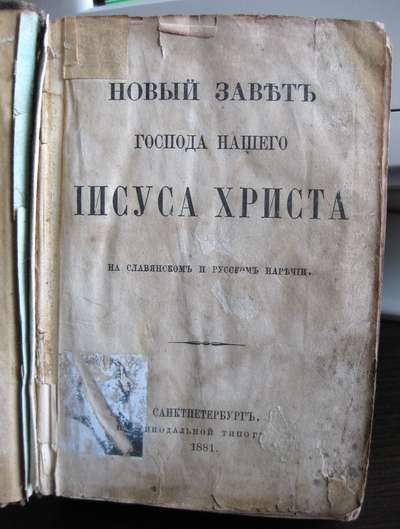 НОВЫЙ ЗАВѢТЪ
ГОСПОДА НАШЕГО
ІИСУСА ХРИСТА
НА СЛАВЯНСКОМЪ И РУССКОМЪ НАРѢЧІИ.
САНКТПЕТЕРБУРГЪ.
1881.